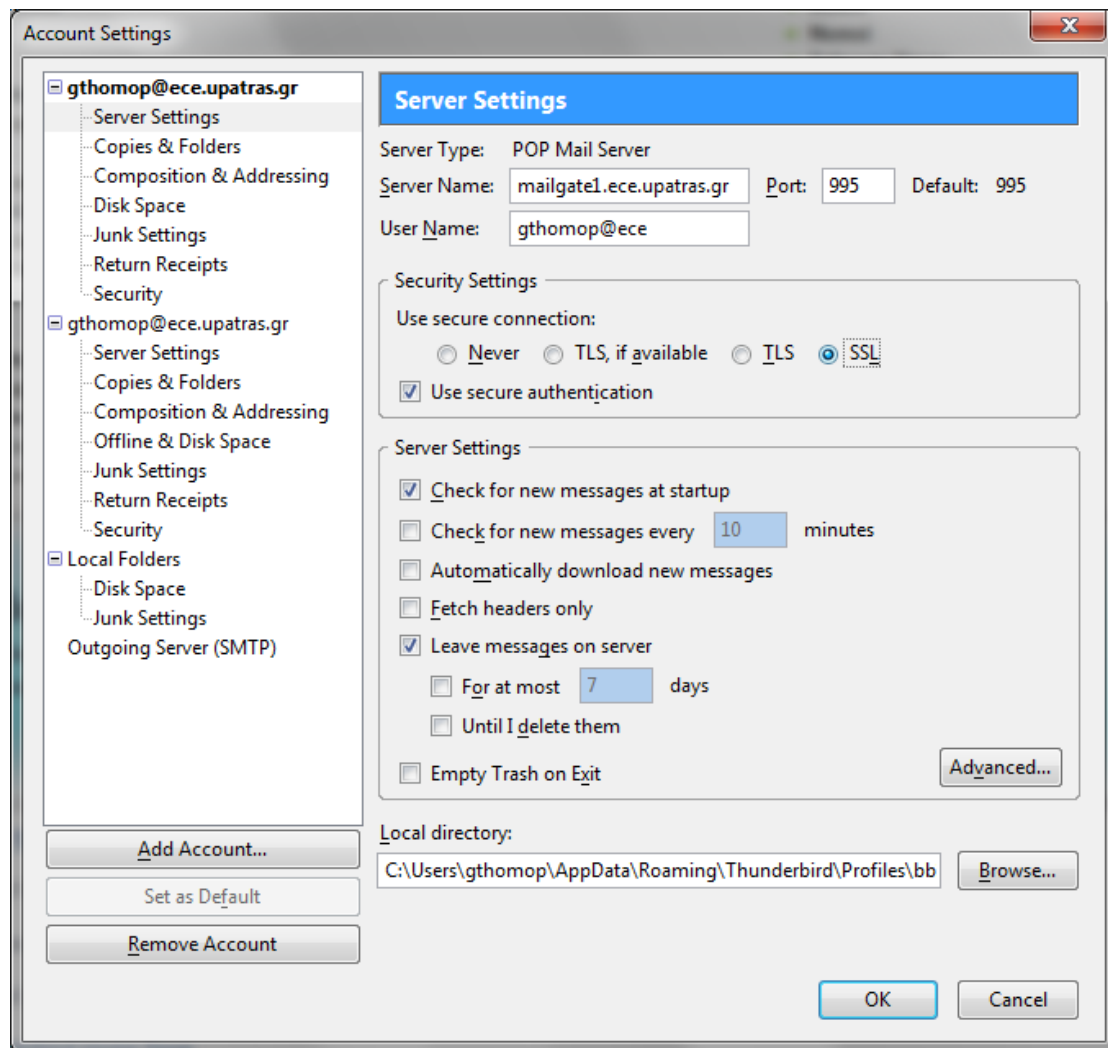 Account Settings
gthomop@ece.upatras.gr
Server Settings
Copies & Folders
Composition & Addressing
Disk Space
Junk Settings
Return Receipts
Security
gthomop@ece.upatras.gr
Server Settings
Copies & Folders
Composition & Addressing
Offline & Disk Space
Junk Settings
Return Receipts
Security
Local Folders
Disk Space
Junk Settings
Outgoing Server (SMTP)
Add Account...
Set as Default
Remove Account
Server Settings
Server Type: POP Mail Server
Server Name: mailgate1.ece.upatras.gr Port: 995 Default: 995
User Name: gthomop@ece
Security Settings
Use secure connection:
Never TLS, if available TLS SSL
Use secure authentication
Server Settings
Check for new messages at startup
Check for new messages every 10 minutes
Automatically download new messages
Fetch headers only
Leave messages on server
For at most 7 days
Until I delete them
Empty Trash on Exit Advanced...
Local directory:
C:\Users\gthomop\AppData\Roaming\Thunderbird\Profiles\bb Browse...
OK Cancel